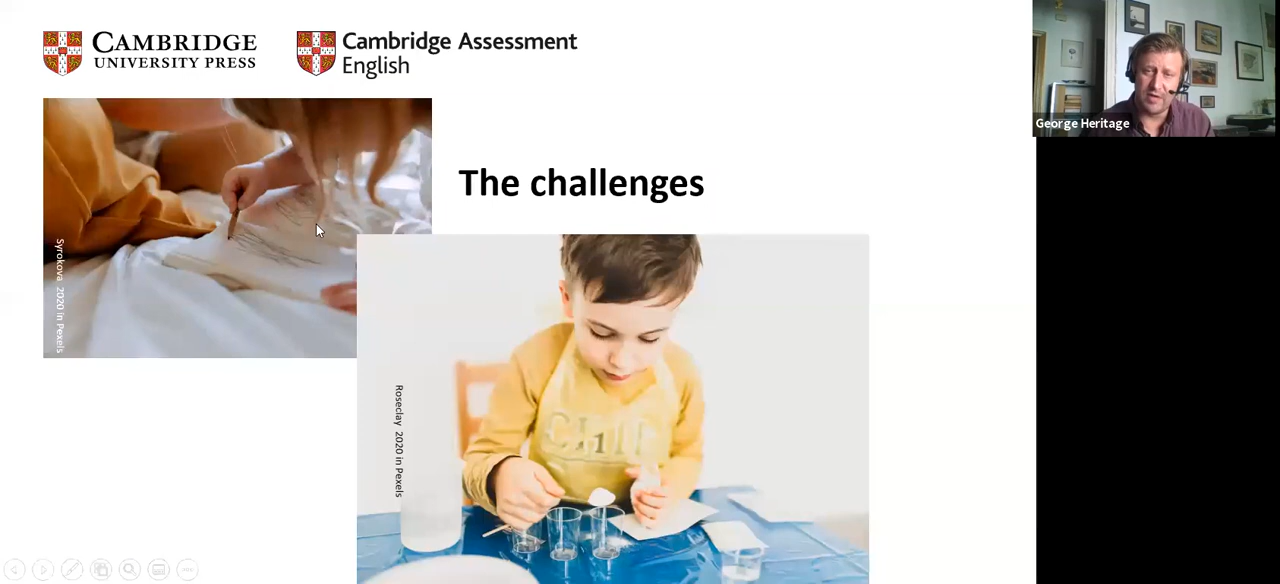 CAMBRIDGE
UNIVERSITY PRESS
Cambridge Assessment
English
George Heritage
The challenges
Syrokova 2020 in Pexels
Roseclay 2020 in Pexels